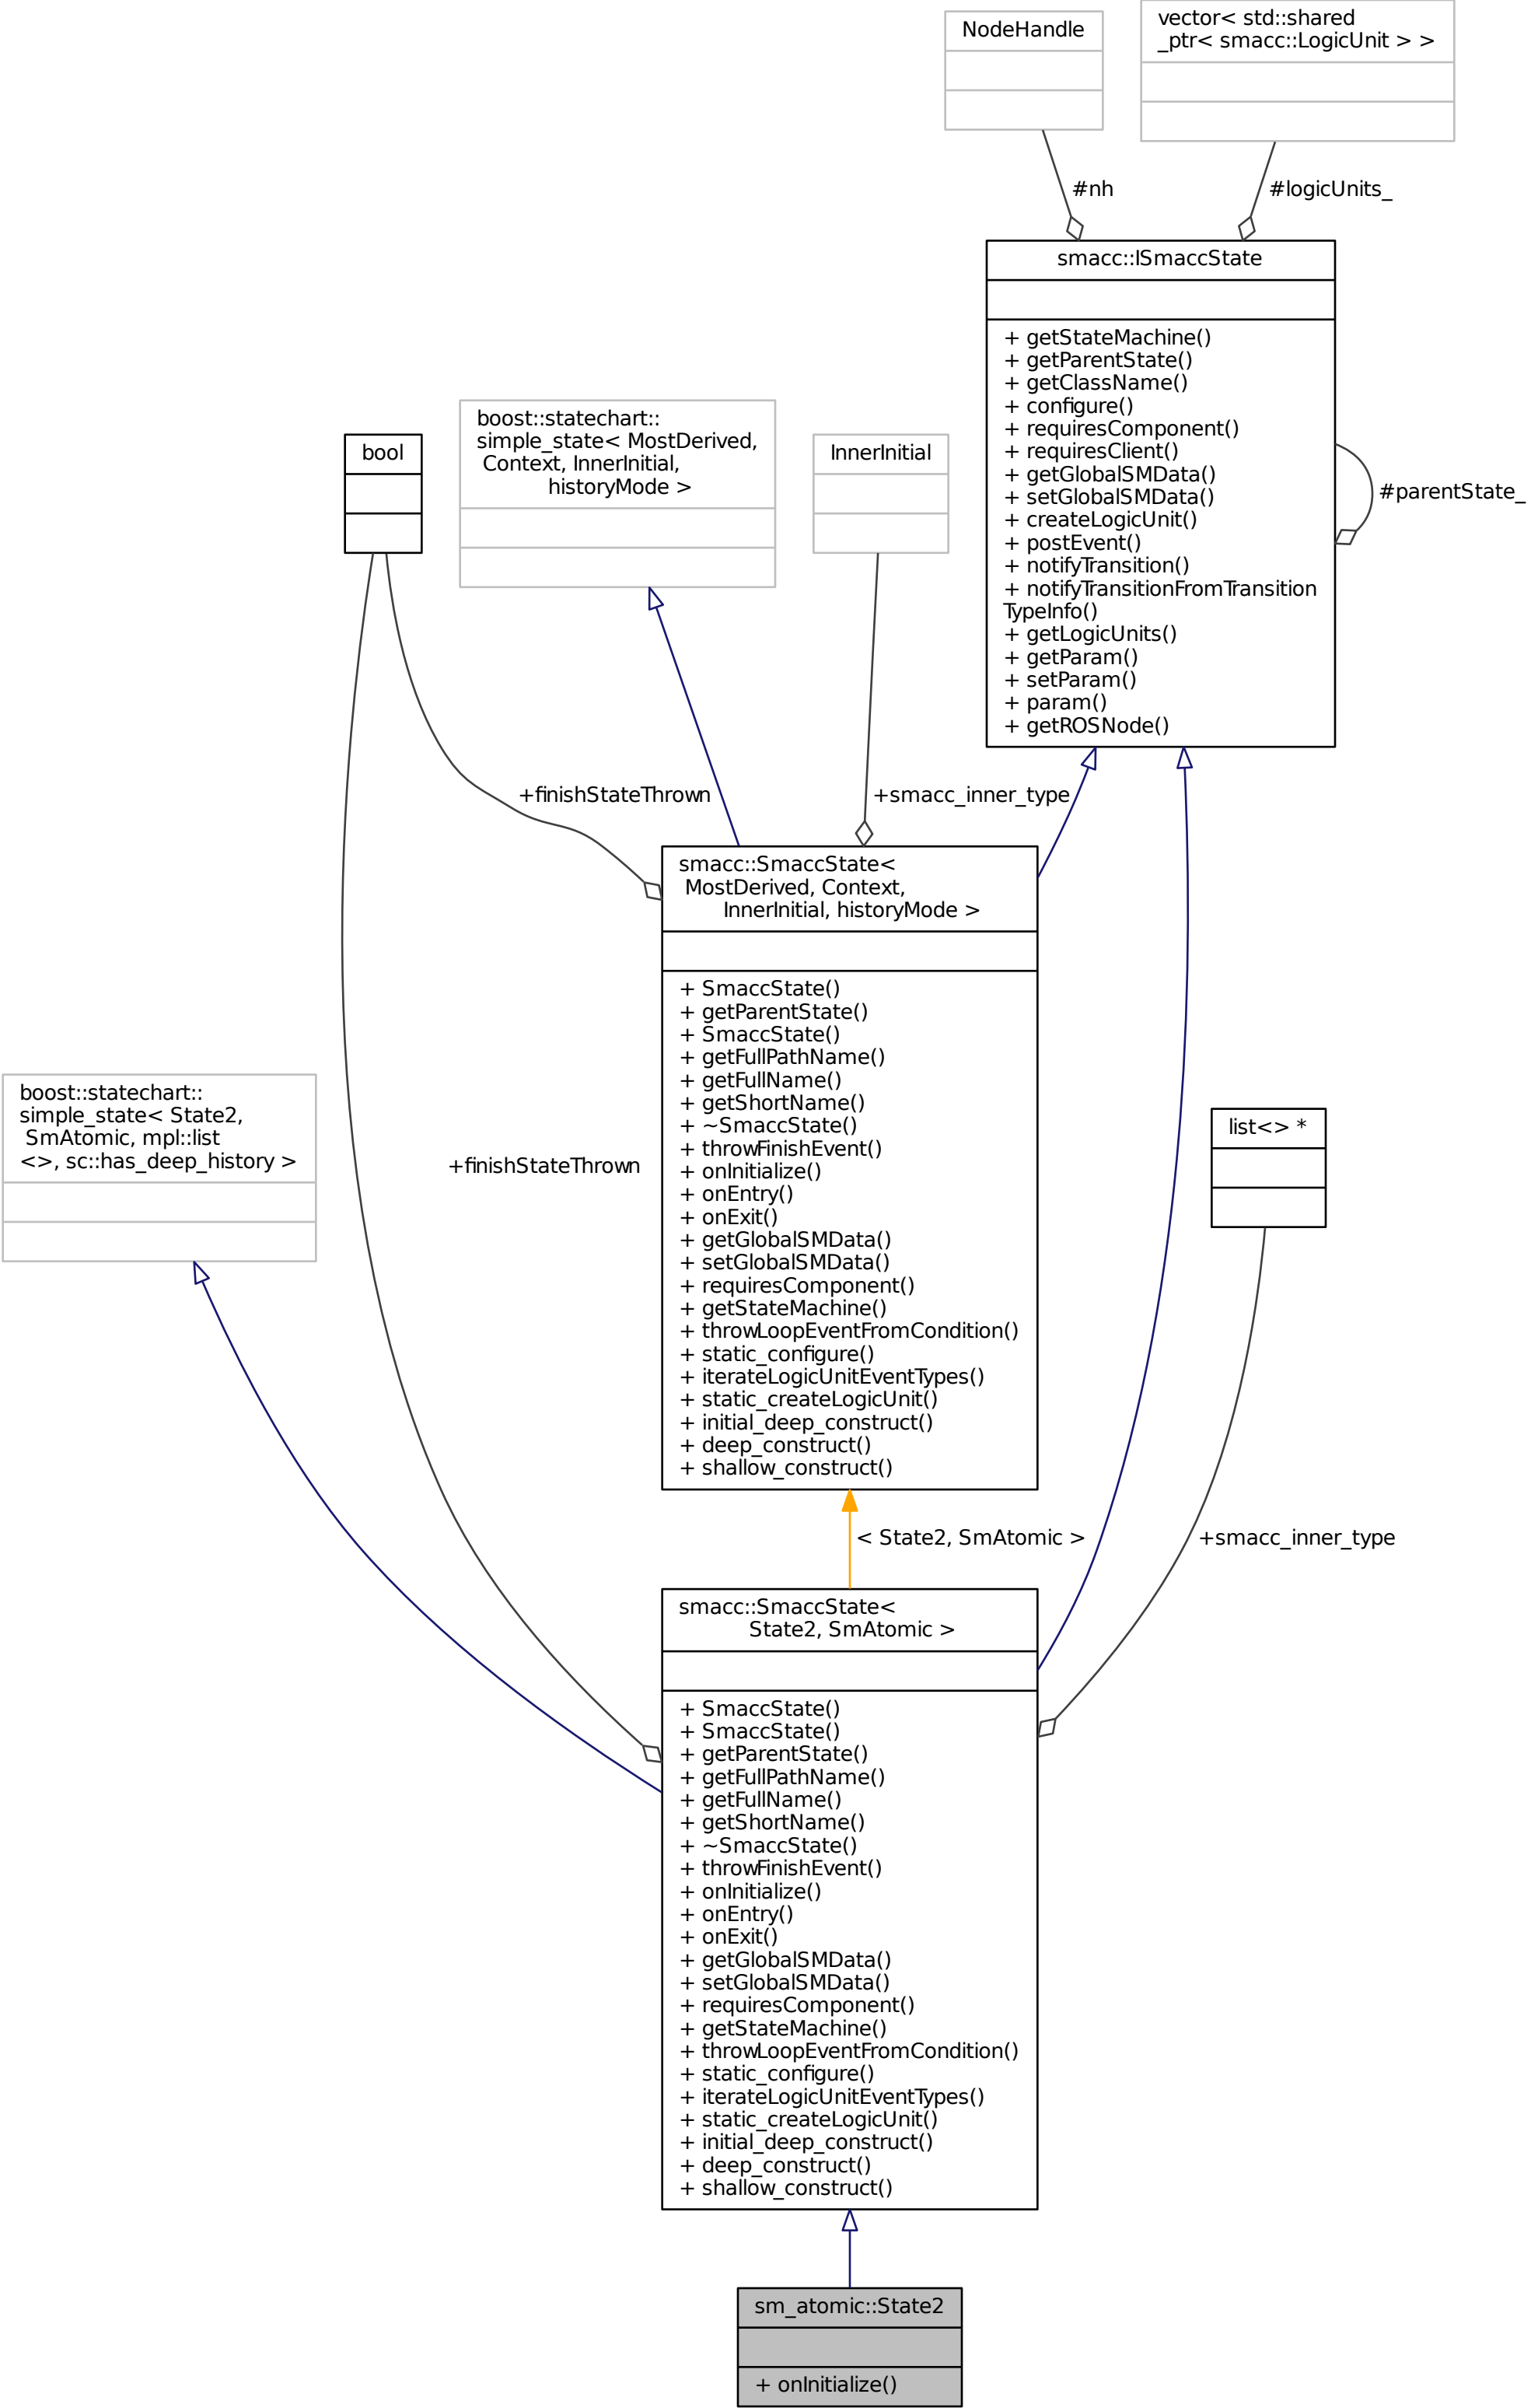 NodeHandle
vector< std::shared
_ptr< smacc::LogicUnit > >
#nh
#logicUnits_
smacc::ISmaccState
+ getStateMachine()
+ getParentState()
+ getClassName()
+ configure()
+ requiresComponent()
+ requiresClient()
+ getGlobalSMData()
+ setGlobalSMData()
+ createLogicUnit()
+ postEvent()
+ notifyTransition()
+ notifyTransitionFromTransition
TypeInfo()
+ getLogicUnits()
+ getParam()
+ setParam()
+ param()
+ getROSNode()
#parentState_
bool
boost::statechart::
simple_state< MostDerived,
Context, InnerInitial,
historyMode >
InnerInitial
+finishStateThrown
+smacc_inner_type
smacc::SmaccState<
MostDerived, Context,
InnerInitial, historyMode >
+ SmaccState()
+ getParentState()
+ SmaccState()
+ getFullPathName()
+ getFullName()
+ getShortName()
+ ~SmaccState()
+ throwFinishEvent()
+ onInitialize()
+ onEntry()
+ onExit()
+ getGlobalSMData()
+ setGlobalSMData()
+ requiresComponent()
+ getStateMachine()
+ throwLoopEventFromCondition()
+ static_configure()
+ iterateLogicUnitEventTypes()
+ static_createLogicUnit()
+ initial_deep_construct()
+ deep_construct()
+ shallow_construct()
boost::statechart::
simple_state< State2,
SmAtomic, mpl::list
<>, sc::has_deep_history >
+finishStateThrown
list<> *
< State2, SmAtomic >
+smacc_inner_type
smacc::SmaccState<
State2, SmAtomic >
+ SmaccState()
+ SmaccState()
+ getParentState()
+ getFullPathName()
+ getFullName()
+ getShortName()
+ ~SmaccState()
+ throwFinishEvent()
+ onInitialize()
+ onEntry()
+ onExit()
+ getGlobalSMData()
+ setGlobalSMData()
+ requiresComponent()
+ getStateMachine()
+ throwLoopEventFromCondition()
+ static_configure()
+ iterateLogicUnitEventTypes()
+ static_createLogicUnit()
+ initial_deep_construct()
+ deep_construct()
+ shallow_construct()
sm_atomic::State2
+ onInitialize()